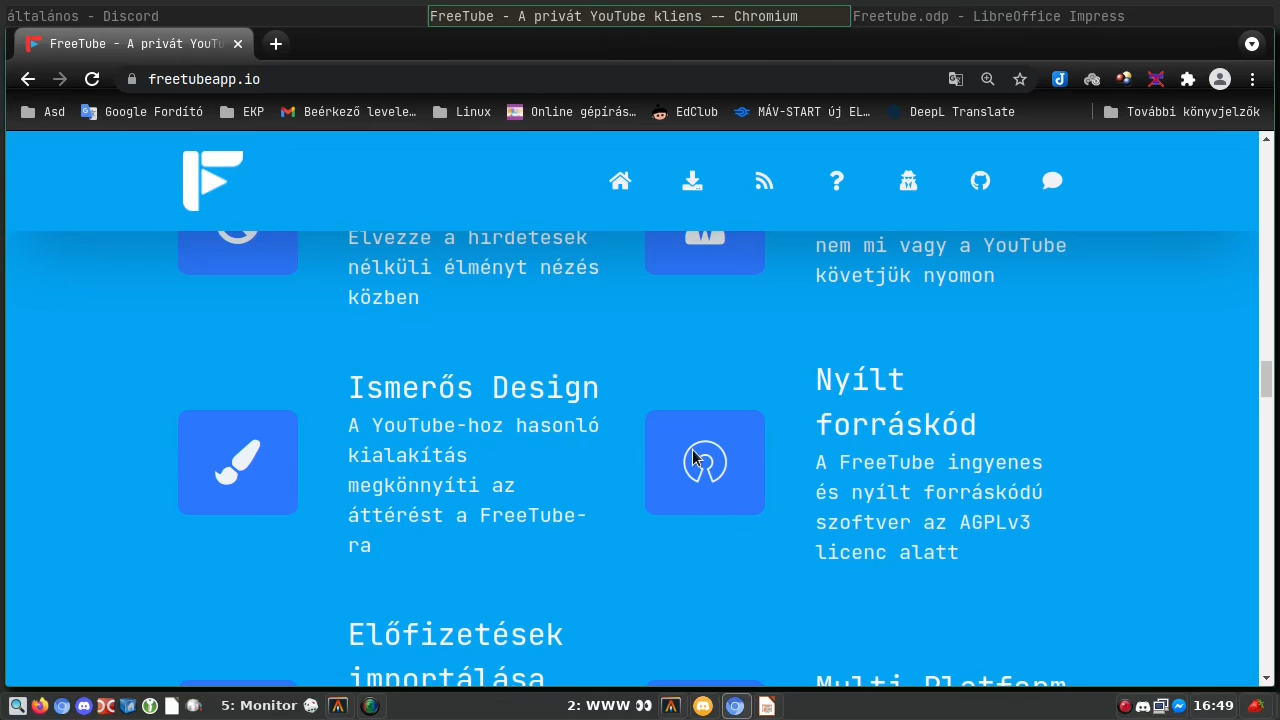 általános - Discord
FreeTube - A privát YouTube kliens -- Chromium
Freetube.odp - LibreOffice Impress
FreeTube - A privát YouTu
freetubeapp.io
Asd
Google Fordító
EKP
Beérkező levele…
Linux
Online gépírás…
EdClub
MÁV-START új EL…
DeepL Translate
További könyvjelzők
Élvezze a hirdetések
nélküli élményt nézés
közben
nem mi vagy a YouTube
követjük nyomon
Ismerős Design
A YouTube-hoz hasonló
kialakítás
megkönnyíti az
áttérést a FreeTube-
ra
Nyílt
forráskód
A FreeTube ingyenes
és nyílt forráskódú
szoftver az AGPLv3
licenc alatt
Előfizetések
importálása
Multi Platform
5: Monitor
2: WWW
16:49